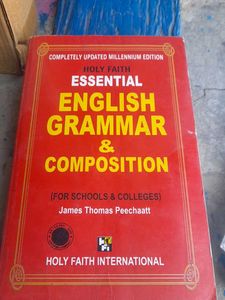 COMPLETELY UPDATED MILLENNIUM EDITION
HOLY FAITH
ESSENTIAL
ENGLISH
GRAMMAR
&
COMPOSITION
(FOR SCHOOLS & COLLEGES)
James Thomas Peechaatt
HOLY FAITH INTERNATIONAL